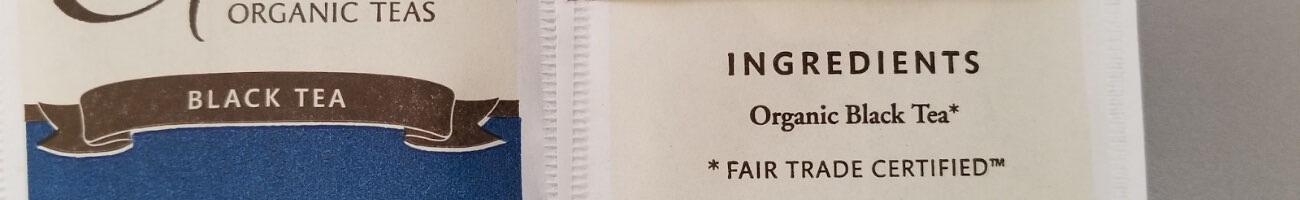 ORGANIC TEAS
BLACK TEA
INGREDIENTS
Organic Black Tea*
* FAIR TRADE CERTIFIED™